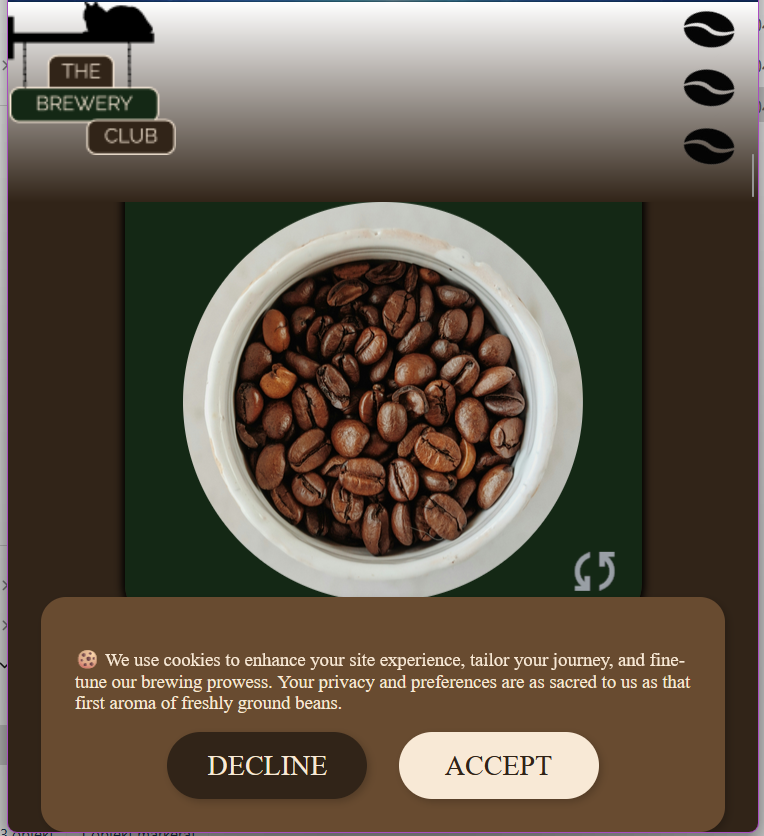 THE
BREWERY
CLUB
We use cookies to enhance your site experience, tailor your journey, and fine-
tune our brewing prowess. Your privacy and preferences are as sacred to us as that
first aroma of freshly ground beans.
DECLINE
ACCEPT